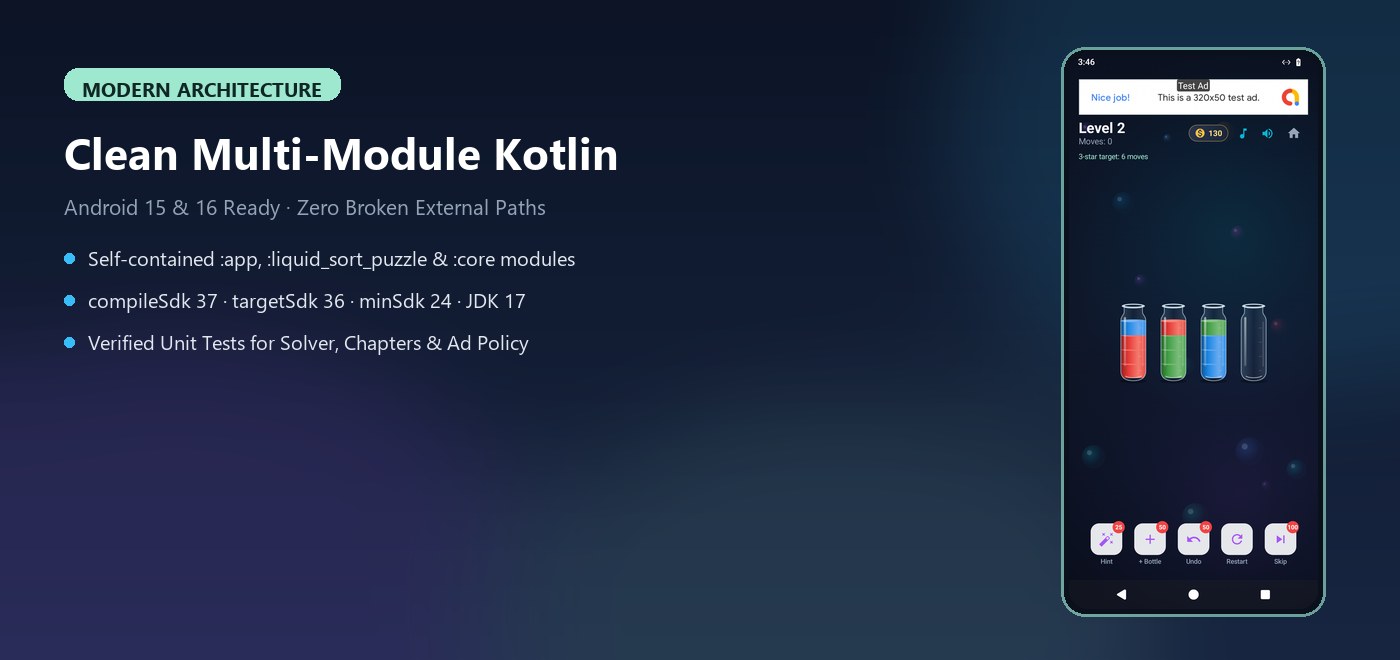 MODERN ARCHITECTURE
Clean Multi-Module Kotlin
Android 15 & 16 Ready · Zero Broken External Paths
Self-contained :app, :liquid_sort_puzzle & :core modules
compileSdk 37 · targetSdk 36 · minSdk 24 · JDK 17
Verified Unit Tests for Solver, Chapters & Ad Policy
3:46
Test Ad
Nice job! This is a 320x50 test ad.
Level 2
130
Moves: 0
3-star target: 6 moves
25 50 50 100
Hint + Bottle Undo Restart Skip